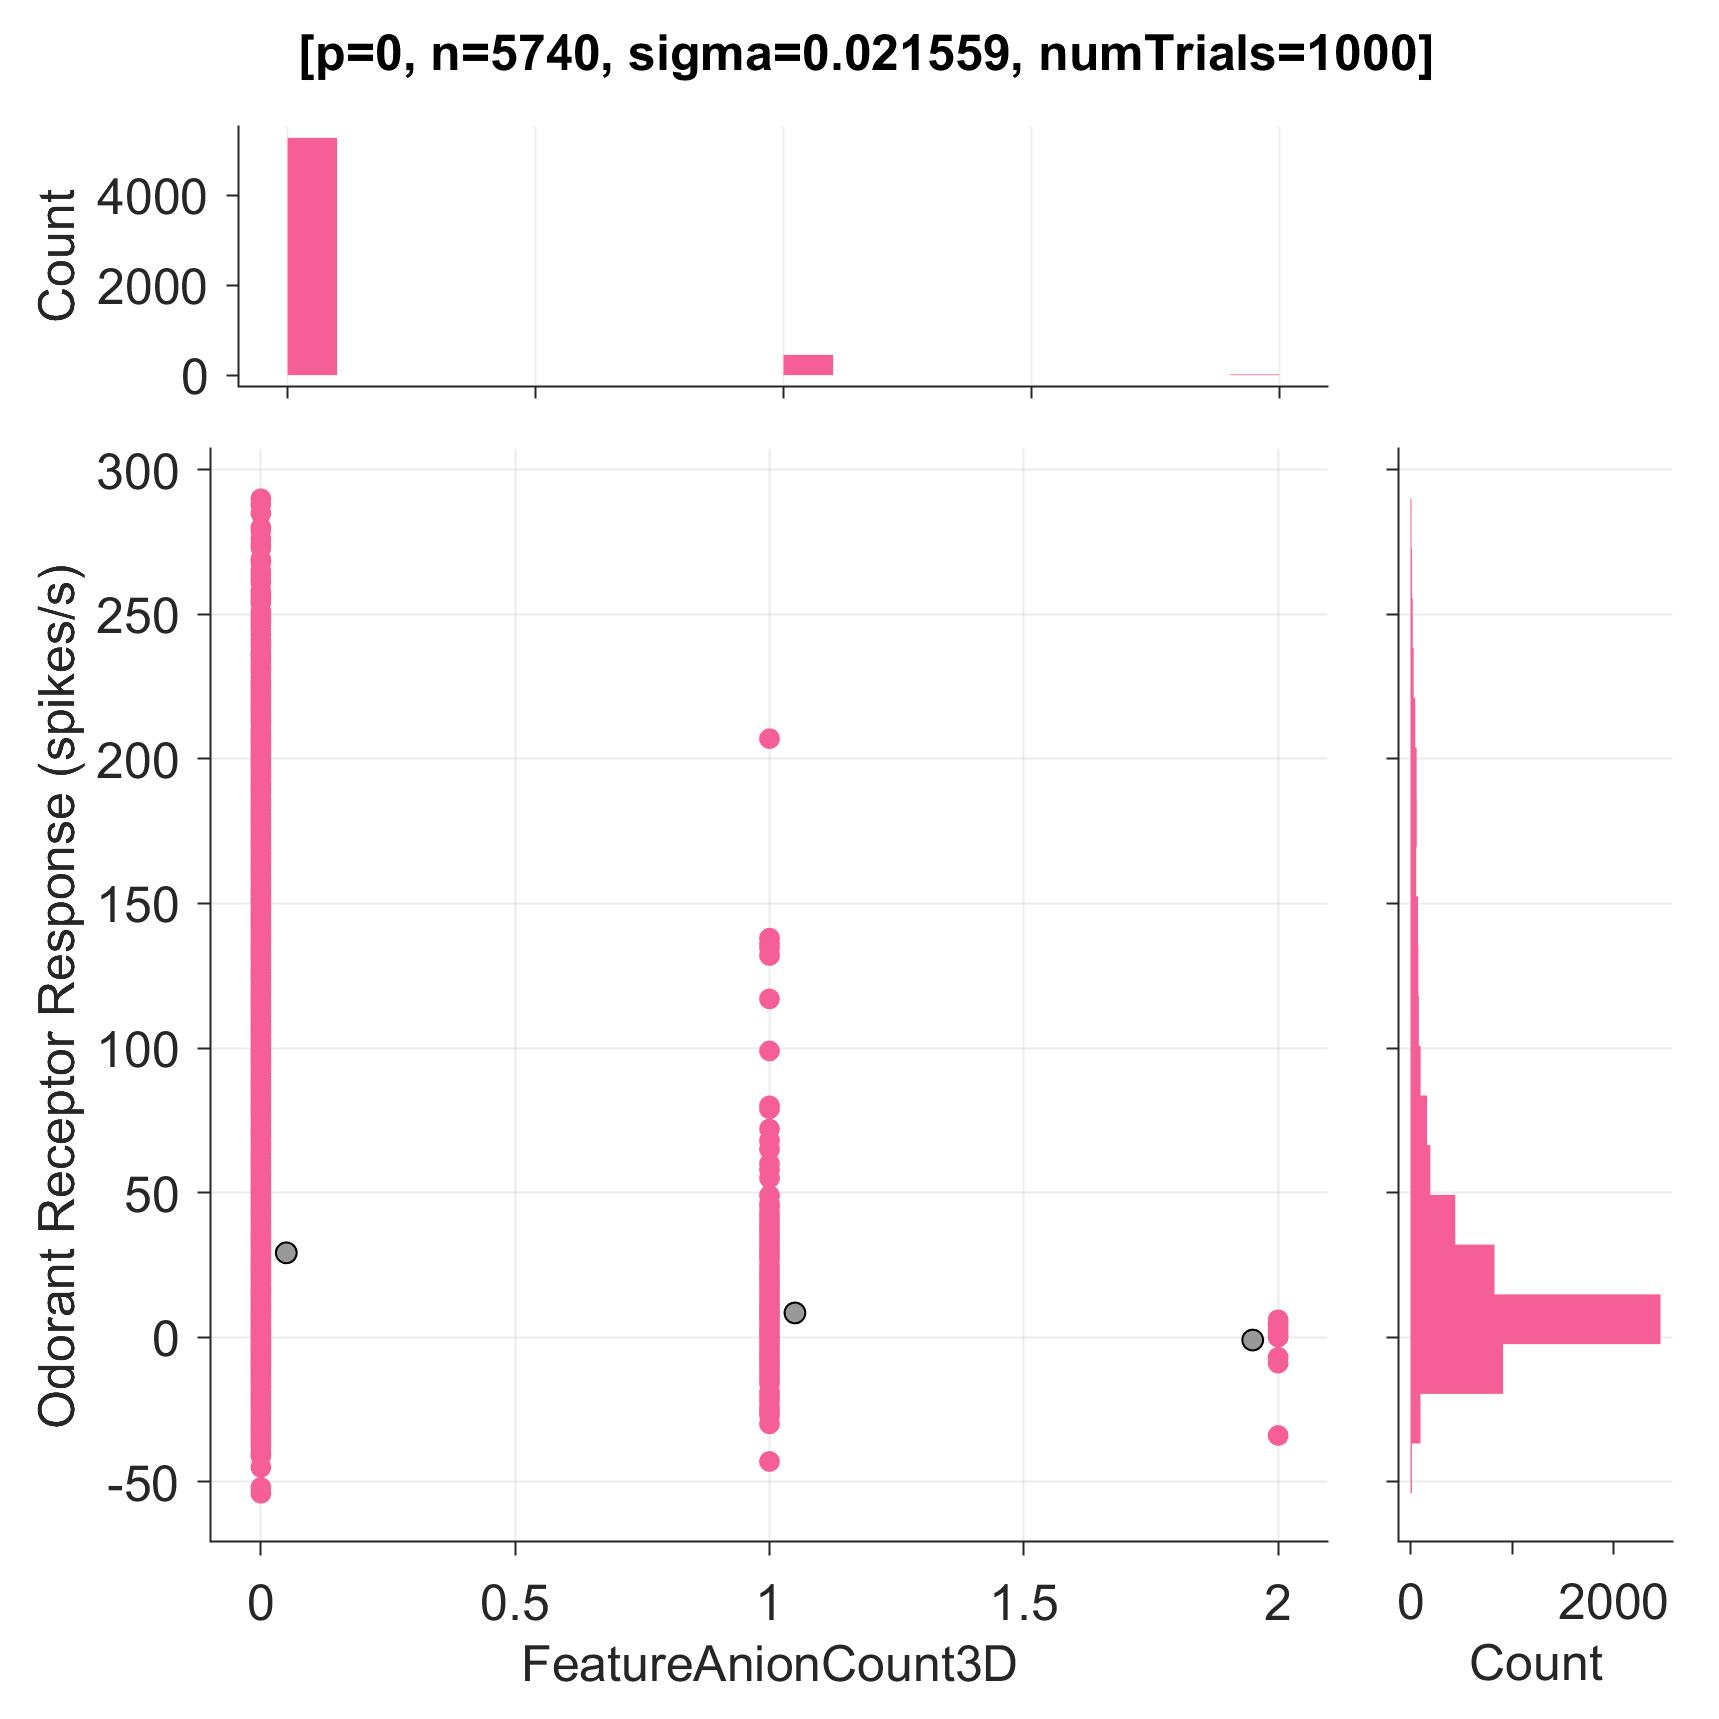 [p=0, n=5740, sigma=0.021559, numTrials=1000]
Count
4000
2000
0
Odorant Receptor Response (spikes/s)
300
250
200
150
100
50
0
-50
0 0.5 1 1.5 2
FeatureAnionCount3D
0 2000
Count